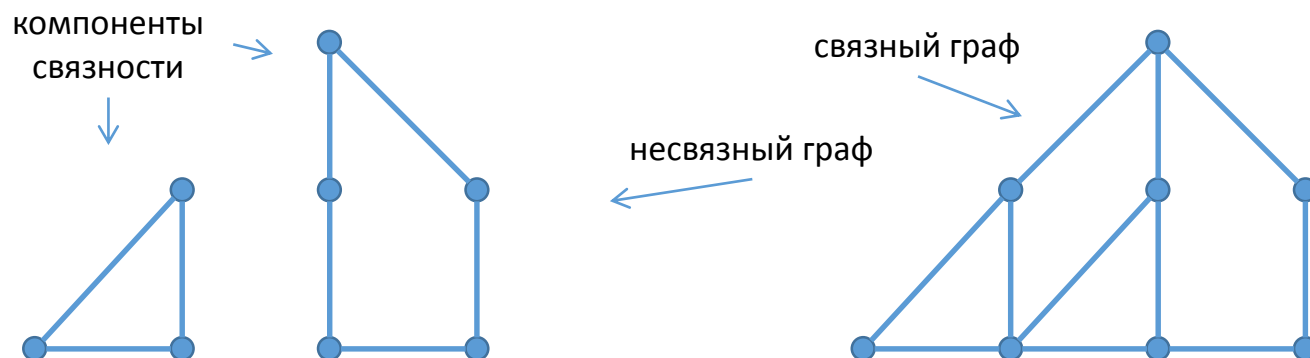 компоненты
связности
связный граф
несвязный граф